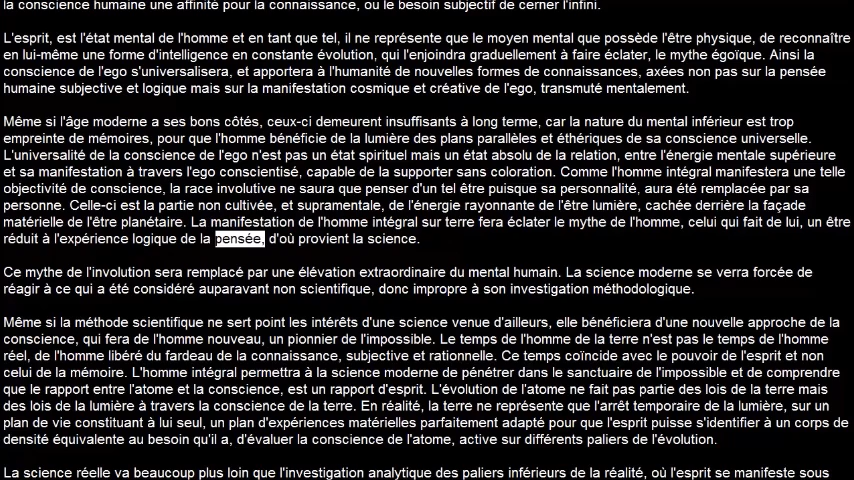 la conscience humaine une affinité pour la connaissance, ou le besoin subjectif de cerner l'infini.
L'esprit, est l'état mental de l'homme et en tant que tel, il ne représente que le moyen mental que possède l'être physique, de reconnaître
en lui-même une forme d'intelligence en constante évolution, qui l'enjoindra graduellement à faire éclater, le mythe égoïque. Ainsi la
conscience de l'ego s'universalisera, et apportera à l'humanité de nouvelles formes de connaissances, axées non pas sur la pensée
humaine subjective et logique mais sur la manifestation cosmique et créative de l'ego, transmuté mentalement.
Même si l'âge moderne a ses bons côtés, ceux-ci demeurent insuffisants à long terme, car la nature du mental inférieur est trop
empreinte de mémoires, pour que l'homme bénéficie de la lumière des plans parallèles et éthériques de sa conscience universelle.
L'universalité de la conscience de l'ego n'est pas un état spirituel mais un état absolu de la relation, entre l'énergie mentale supérieure
et sa manifestation à travers l'ego conscientisé, capable de la supporter sans coloration. Comme l'homme intégral manifestera une telle
objectivité de conscience, la race involutive ne saura que penser d'un tel être puisque sa personnalité, aura été remplacée par sa
personne. Celle-ci est la partie non cultivée, et supramentale, de l'énergie rayonnante de l'être lumière, cachée derrière la façade
matérielle de l'être planétaire. La manifestation de l'homme intégral sur terre fera éclater le mythe de l'homme, celui qui fait de lui, un être
réduit à l'expérience logique de la pensée, d'où provient la science.
Ce mythe de l'involution sera remplacé par une élévation extraordinaire du mental humain. La science moderne se verra forcée de
réagir à ce qui a été considéré auparavant non scientifique, donc impropre à son investigation méthodologique.
Même si la méthode scientifique ne sert point les intérêts d'une science venue d'ailleurs, elle bénéficiera d'une nouvelle approche de la
conscience, qui fera de l'homme nouveau, un pionnier de l'impossible. Le temps de l'homme de la terre n'est pas le temps de l'homme
réel, de l'homme libéré du fardeau de la connaissance, subjective et rationnelle. Ce temps coïncide avec le pouvoir de l'esprit et non
celui de la mémoire. L'homme intégral permettra à la science moderne de pénétrer dans le sanctuaire de l'impossible et de comprendre
que le rapport entre l'atome et la conscience, est un rapport d'esprit. L'évolution de l'atome ne fait pas partie des lois de la terre mais
des lois de la lumière à travers la conscience de la terre. En réalité, la terre ne représente que l'arrêt temporaire de la lumière, sur un
plan de vie constituant à lui seul, un plan d'expériences matérielles parfaitement adapté pour que l'esprit puisse s'identifier à un corps de
densité équivalente au besoin qu'il a, d'évaluer la conscience de l'atome, active sur différents paliers de l'évolution.
La science réelle va beaucoup plus loin que l'investigation analytique des paliers inférieurs de la réalité, où l'esprit se manifeste sous